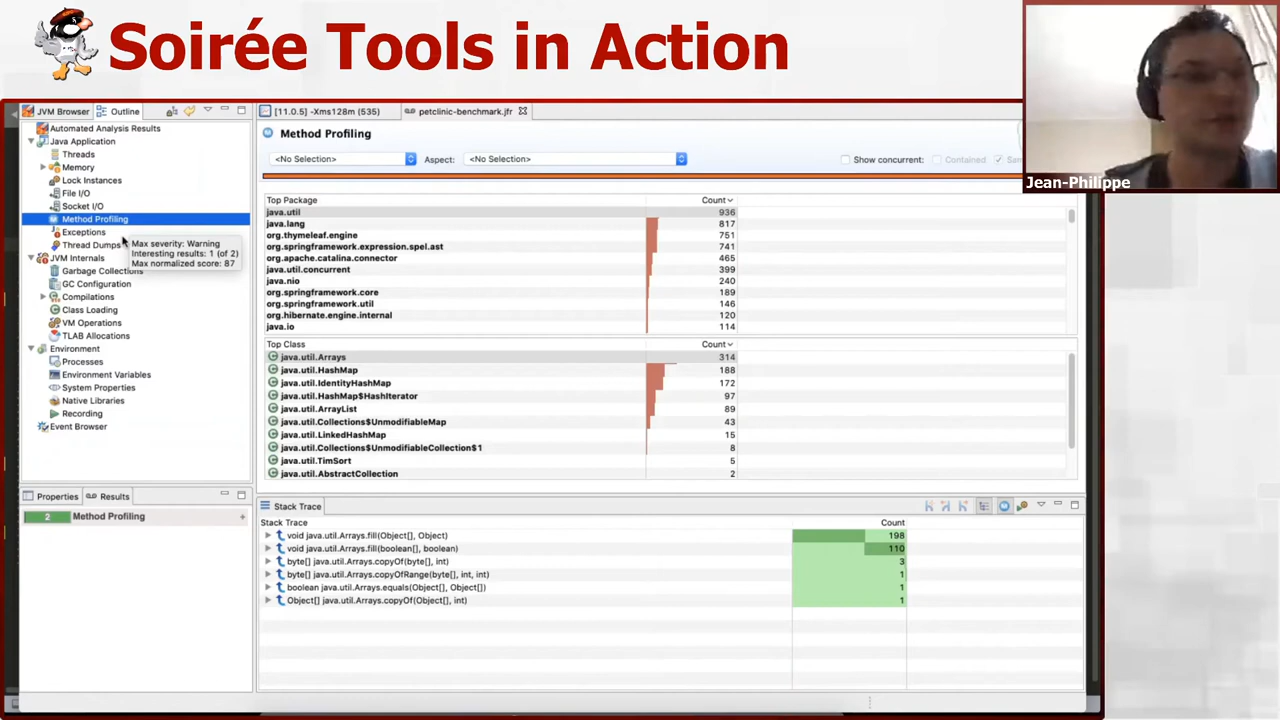 Soirée Tools in Action
Jean-Philippe
JVM Browser
Outline
Automated Analysis Results
Java Application
Threads
Memory
Lock Instances
File I/O
Socket I/O
Method Profiling
Exceptions
Thread Dumps
Max severity: Warning
Interesting results: 1 (of 2)
Max normalized score: 87
JVM Internals
Garbage Collections
GC Configuration
Compilations
Class Loading
VM Operations
TLAB Allocations
Environment
Processes
Environment Variables
System Properties
Native Libraries
Recording
Event Browser
Properties
Results
2 Method Profiling
[11.0.5] -Xms128m (535)
petclinic-benchmark.jfr
Method Profiling
<No Selection> Aspect: <No Selection> Show concurrent: Contained:
Top Package Count
java.util 936
java.lang 817
org.thymeleaf.engine 751
org.springframework.expression.spel.ast 741
org.apache.catalina.connector 465
java.util.concurrent 399
java.nio 240
org.springframework.core 189
org.springframework.util 146
org.hibernate.engine.internal 120
java.io 114
Top Class Count
java.util.Arrays 314
java.util.HashMap 188
java.util.IdentityHashMap 172
java.util.HashMap$HashIterator 97
java.util.ArrayList 89
java.util.Collections$UnmodifiableMap 43
java.util.LinkedHashMap 15
java.util.Collections$UnmodifiableCollection$1 8
java.util.TimSort 5
java.util.AbstractCollection 2
Stack Trace
Stack Trace Count
void java.util.Arrays.fill(Object[], Object) 198
void java.util.Arrays.fill(boolean[], boolean) 110
byte[] java.util.Arrays.copyOf(byte[], int) 3
byte[] java.util.Arrays.copyOfRange(byte[], int, int) 1
boolean java.util.Arrays.equals(Object[], Object[]) 1
Object[] java.util.Arrays.copyOf(Object[], int) 1